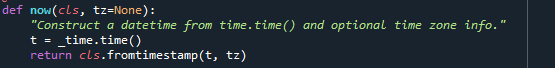 def now(cls, tz=None):
    "Construct a datetime from time.time() and optional time zone info."
    t = _time.time()
    return cls.fromtimestamp(t, tz)